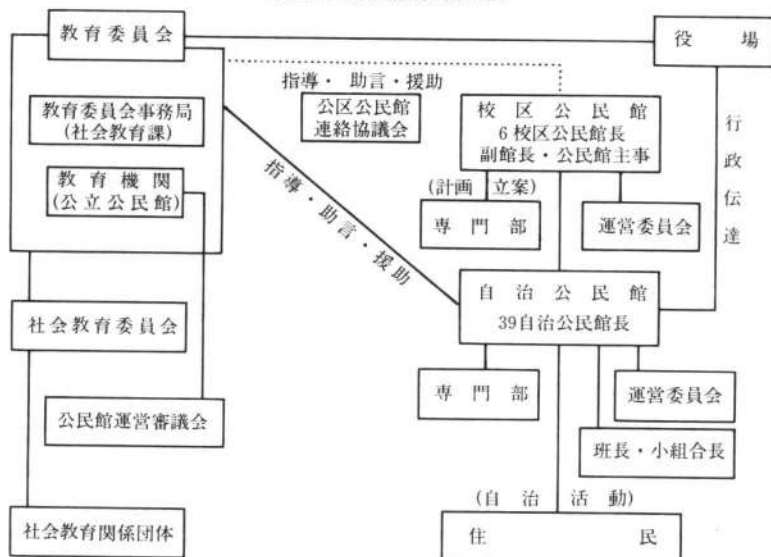 教育委員会
役場
指導・助言・援助
教育委員会事務局
(社会教育課)
公区公民館
連絡協議会
校区公民館
6校区公民館長
副館長・公民館主事
行政伝達
教育機関
(公立公民館)
指導・助言・援助
(計画立案)
専門部
運営委員会
自治公民館
39自治公民館長
社会教育委員会
専門部
運営委員会
公民館運営審議会
班長・小組合長
(自治活動)
社会教育関係団体
住民